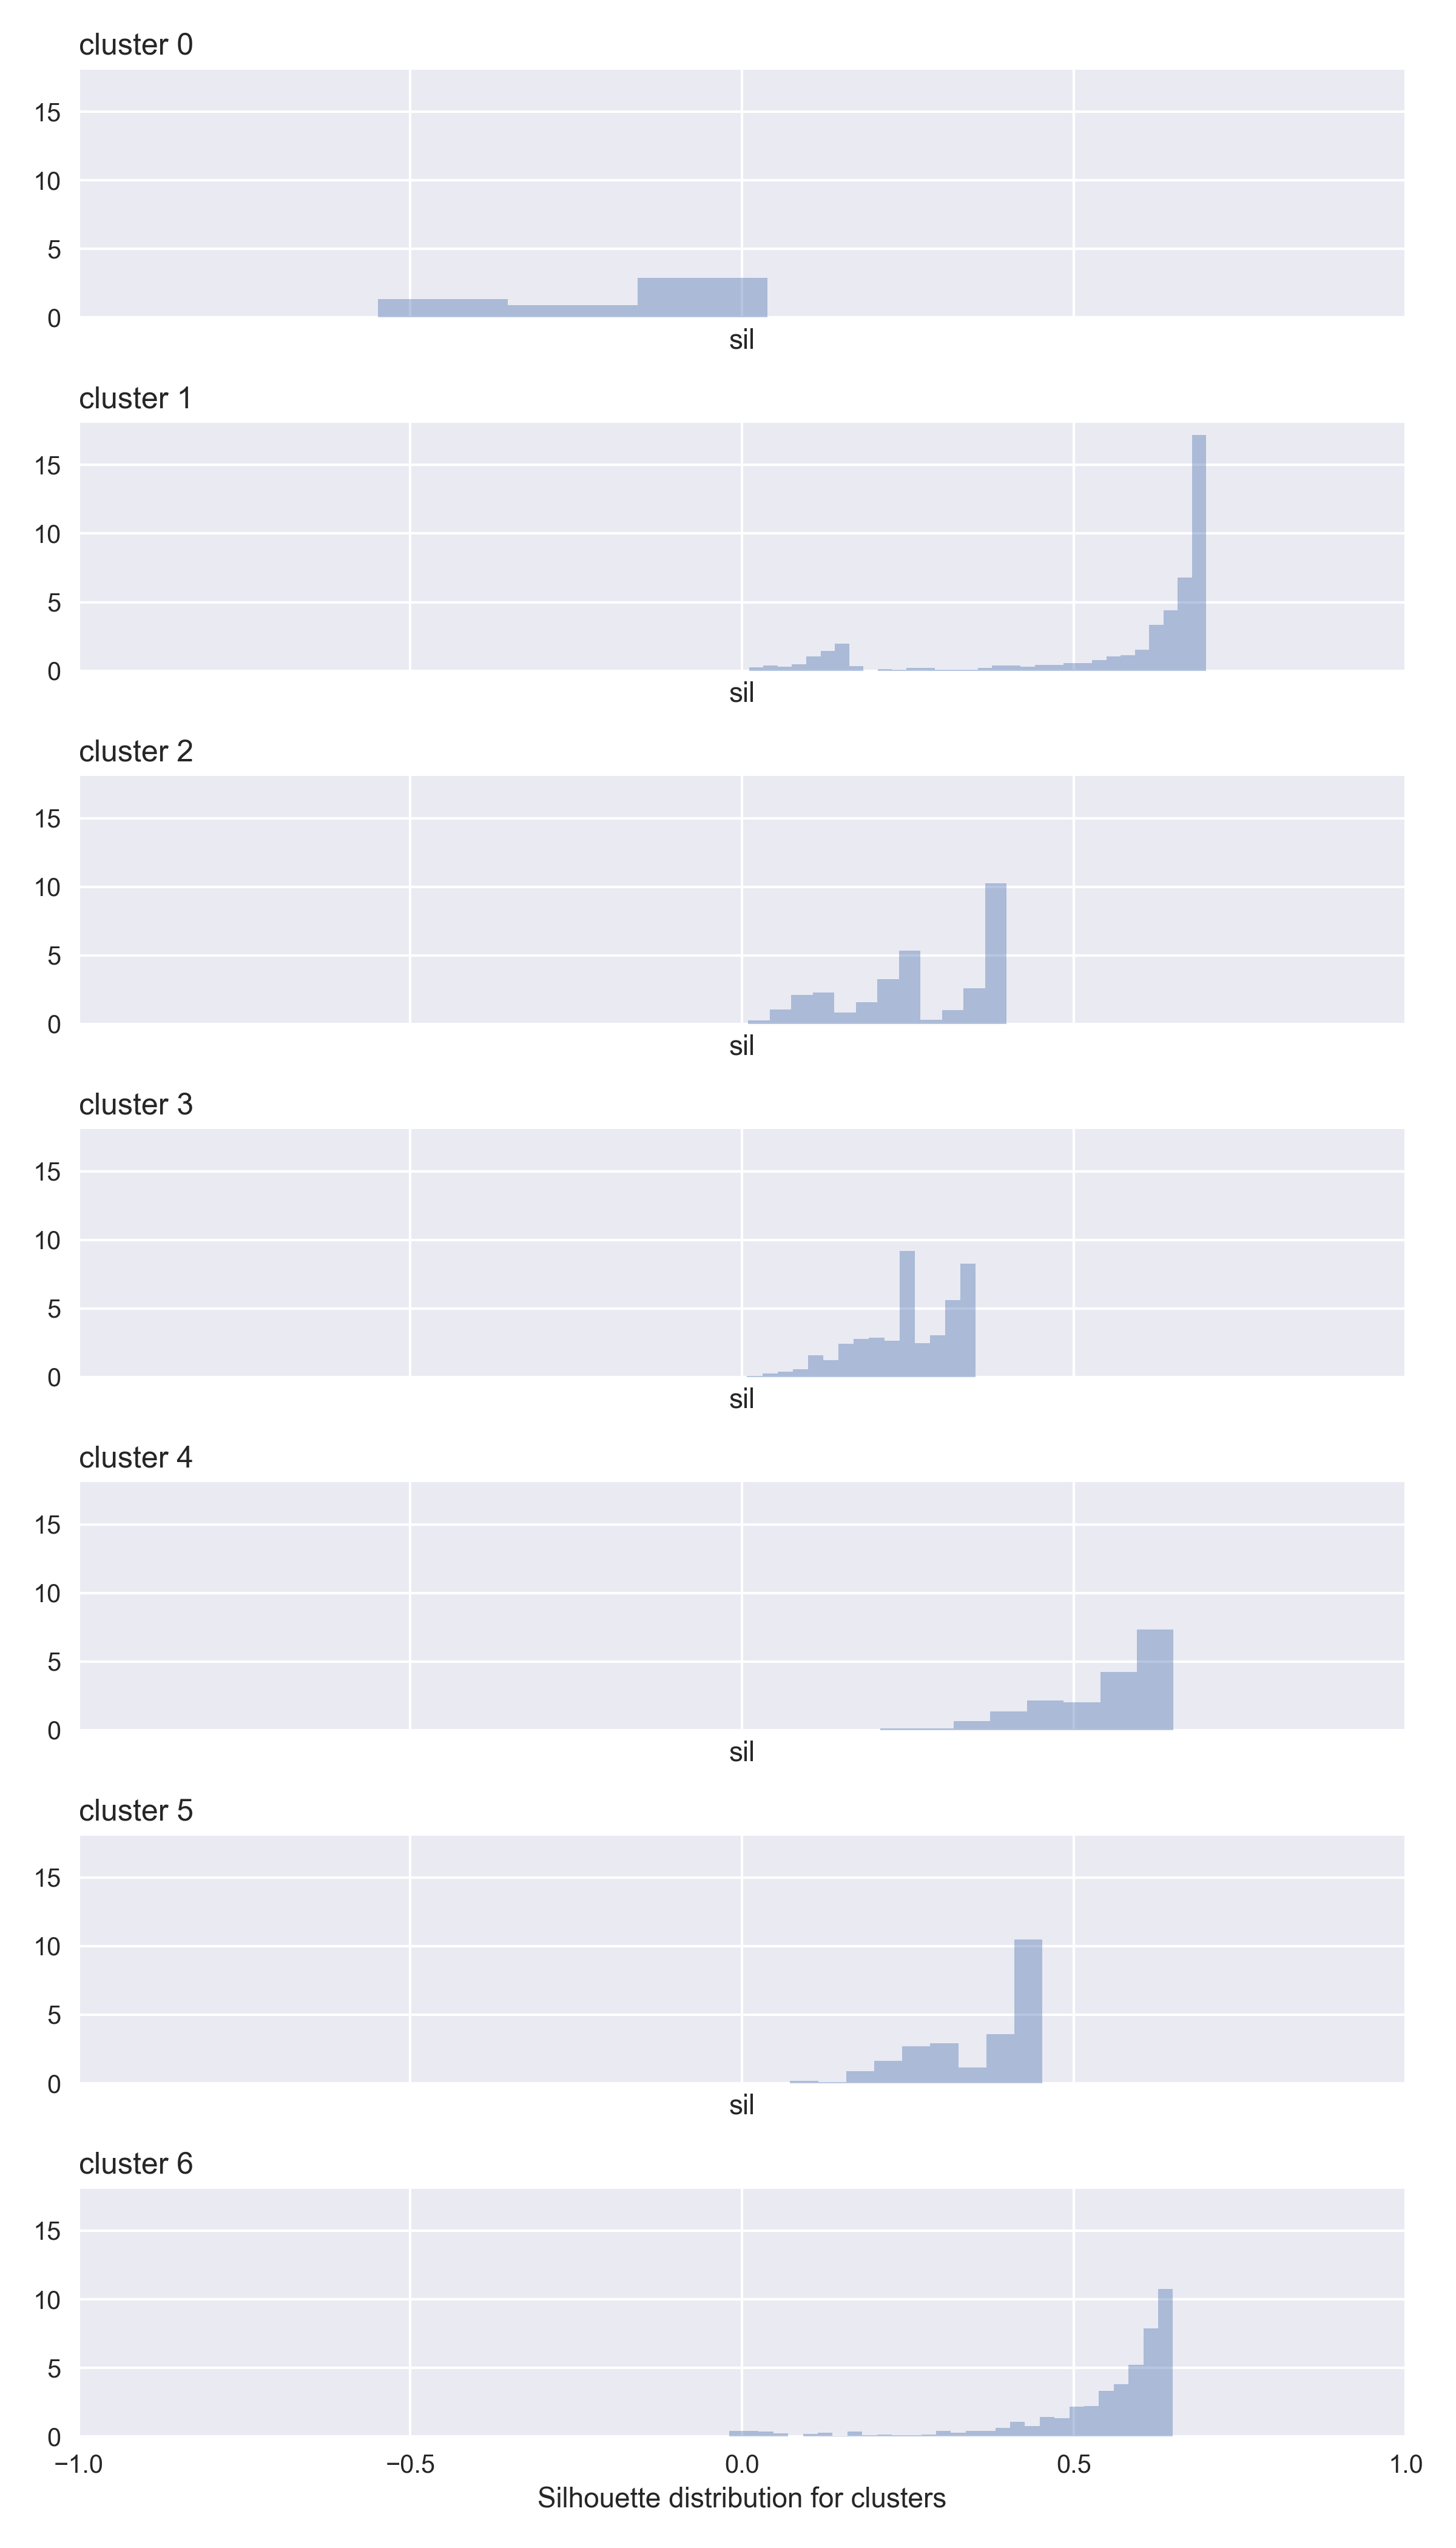 cluster 0
15
10
5
0
sil
cluster 1
15
10
5
0
sil
cluster 2
15
10
5
0
sil
cluster 3
15
10
5
0
sil
cluster 4
15
10
5
0
sil
cluster 5
15
10
5
0
sil
cluster 6
15
10
5
0
−1.0 −0.5 0.0 0.5 1.0
Silhouette distribution for clusters